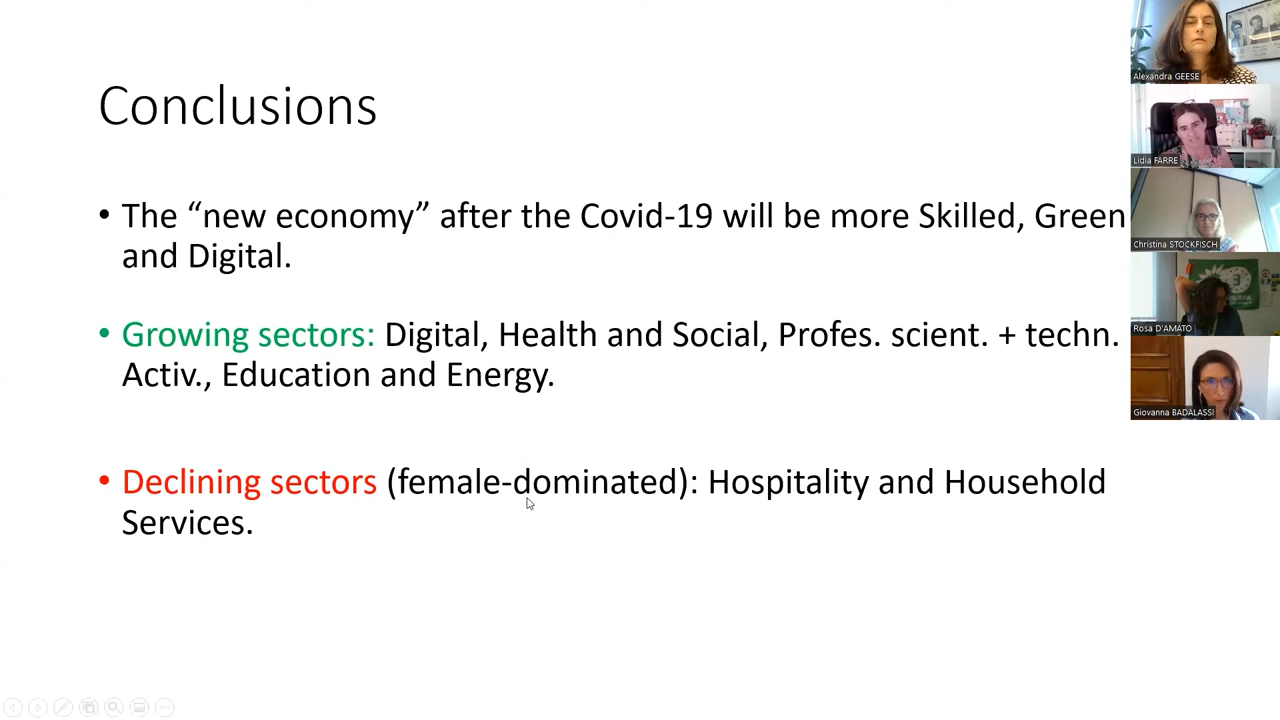 Conclusions
• The “new economy” after the Covid-19 will be more Skilled, Green
and Digital.
• Growing sectors: Digital, Health and Social, Profes. scient. + techn.
Activ., Education and Energy.
• Declining sectors (female-dominated): Hospitality and Household
Services.
Alexandra GEESE
Lidia FARRE
Christina STOCKFISCH
Rosa D'AMATO
Giovanna BADALASSI